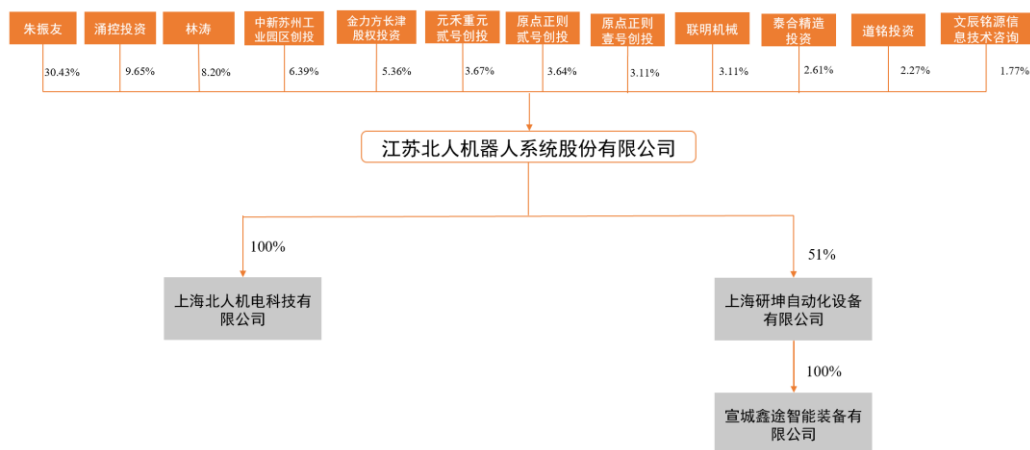 朱振友
涌控投资
林涛
中新苏州工
业园区创投
金力方长津
股权投资
元禾重元
贰号创投
原点正则
贰号创投
原点正则
壹号创投
联明机械
泰合精造
投资
道铭投资
文辰铭源信
息技术咨询
30.43%
9.65%
8.20%
6.39%
5.36%
3.67%
3.64%
3.11%
3.11%
2.61%
2.27%
1.77%
江苏北人机器人系统股份有限公司
100%
51%
上海北人机电科技有
限公司
上海研坤自动化设备
有限公司
100%
宣城鑫途智能装备有
限公司